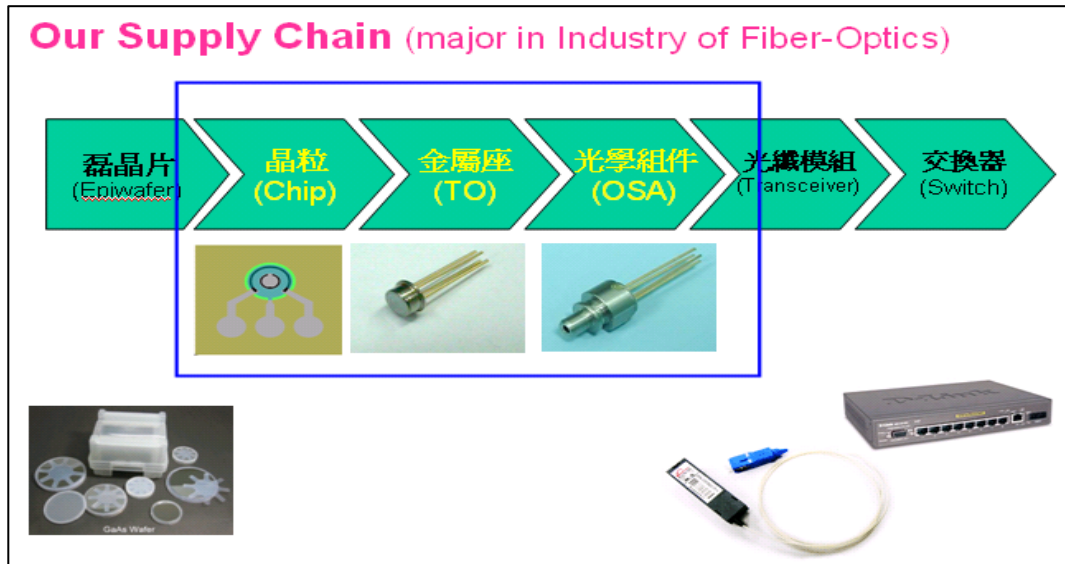 Our Supply Chain (major in Industry of Fiber-Optics)
磊晶片
(Epiwafer)
晶粒
(Chip)
金屬座
(TO)
光學組件
(OSA)
光纖模組
(Transceiver)
交換器
(Switch)
GaAs Wafer
D-Link